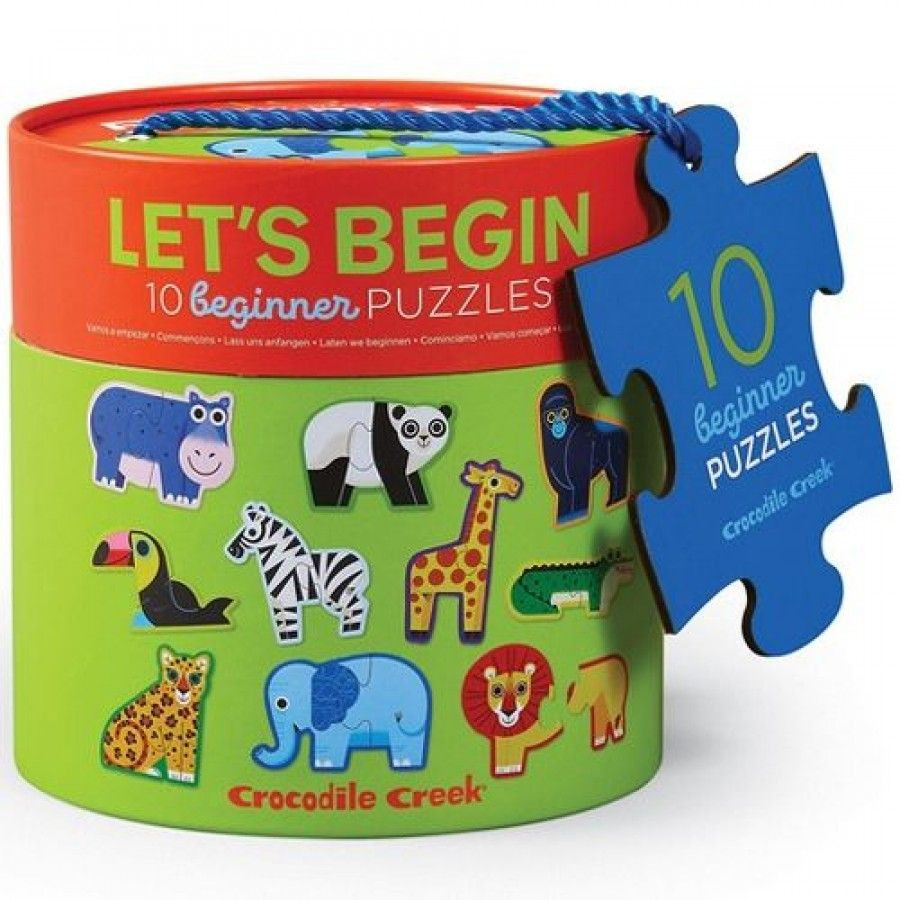 LET'S BEGIN
10 beginner PUZZLES
Vamos a empezar • Commençons • Lass uns anfangen • Laten we beginnen • Cominciamo • Vamos começar •
Crocodile Creek®
10
beginner
PUZZLES
Crocodile Creek